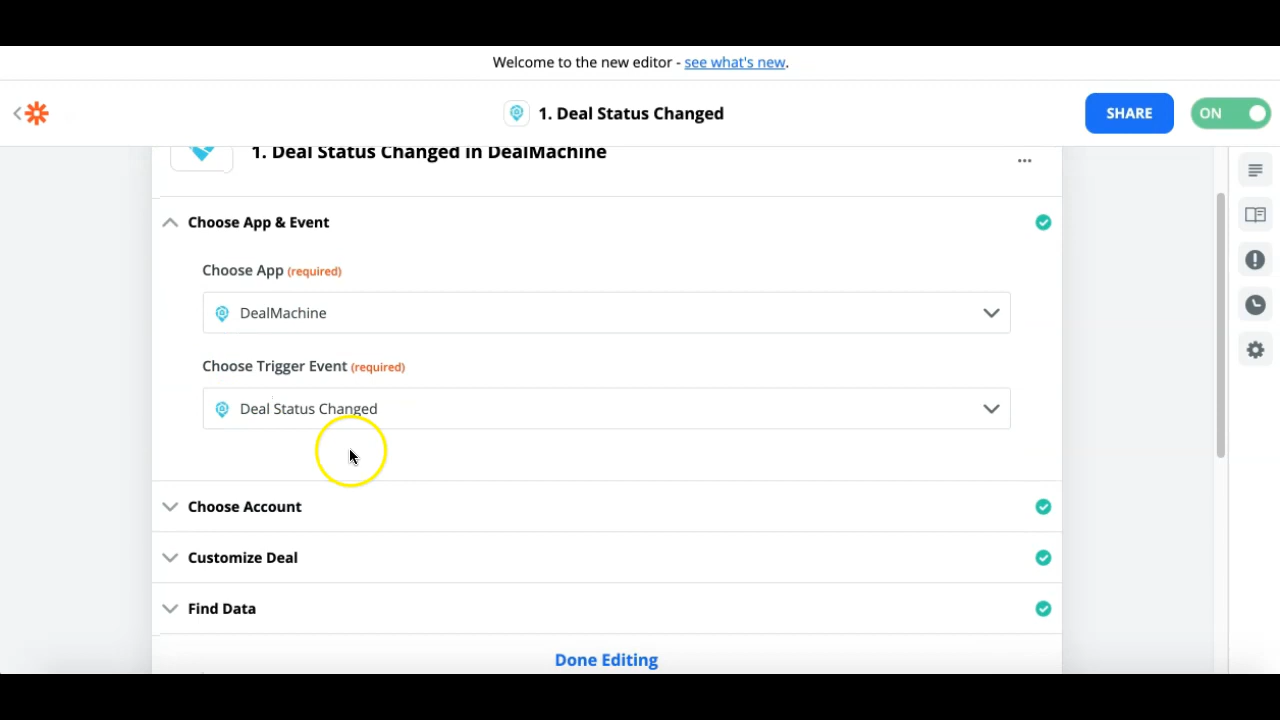 Welcome to the new editor - see what's new.
1. Deal Status Changed
SHARE
ON
1. Deal Status Changed in DealMachine
Choose App & Event
Choose App (required)
DealMachine
Choose Trigger Event (required)
Deal Status Changed
Choose Account
Customize Deal
Find Data
Done Editing